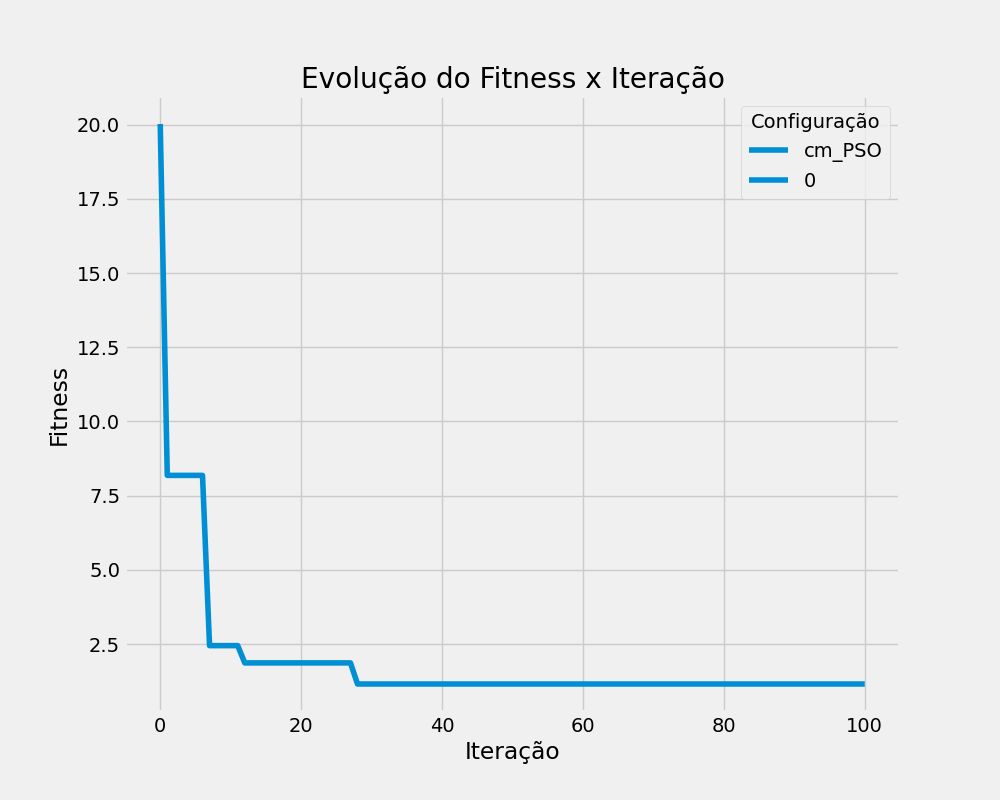 Evolução do Fitness x Iteração
Configuração
cm_PSO
0
Fitness
20.0
17.5
15.0
12.5
10.0
7.5
5.0
2.5
0 20 40 60 80 100
Iteração